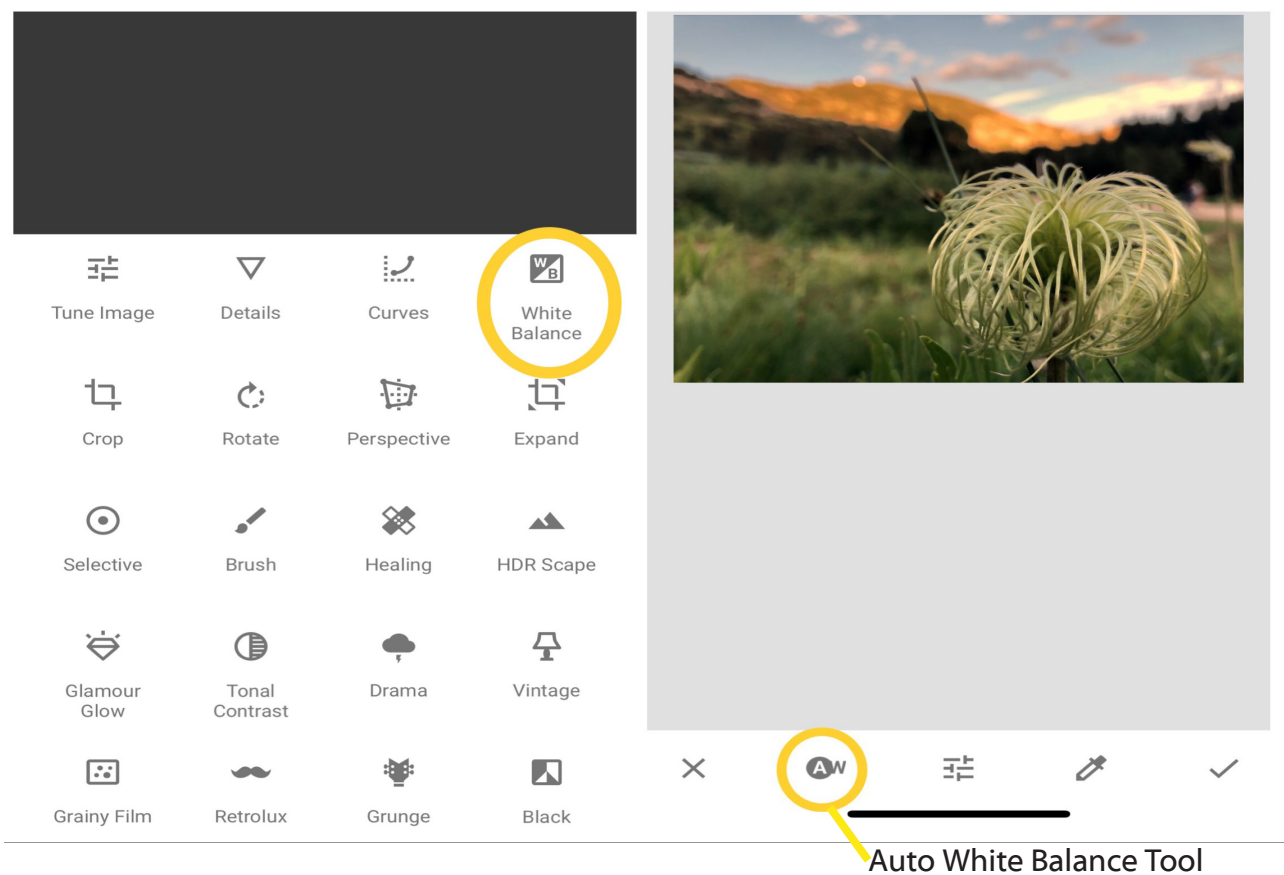 W
B
Tune Image Details Curves White
Balance
Crop Rotate Perspective Expand
Selective Brush Healing HDR Scape
Glamour Tonal Drama Vintage
Glow Contrast
AW
Grainy Film Retrolux Grunge Black
Auto White Balance Tool